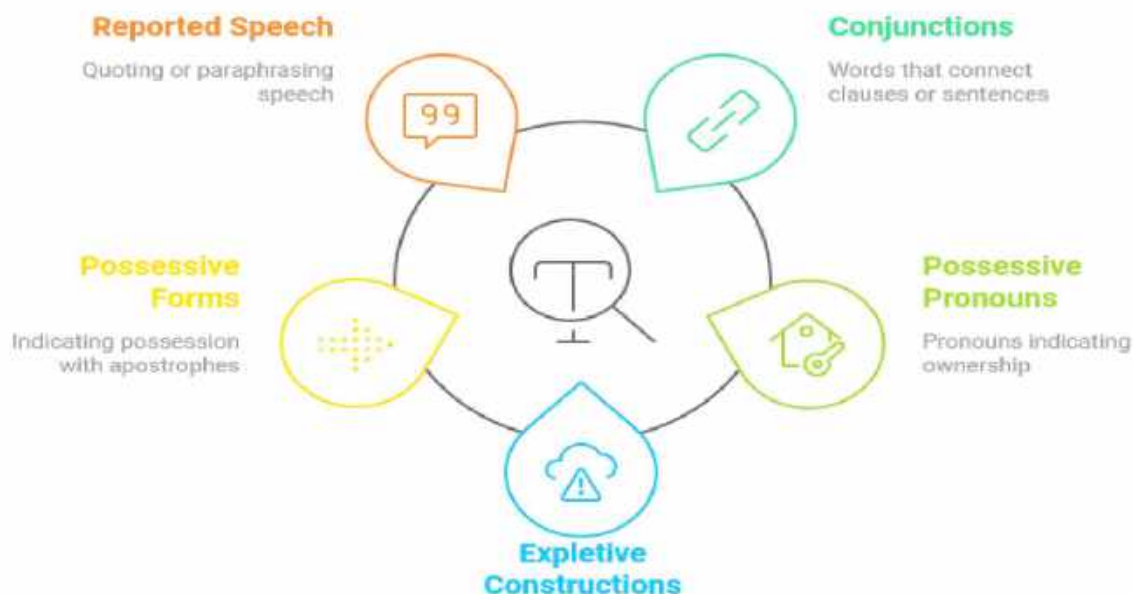 Reported Speech
Quoting or paraphrasing
speech
99
Conjunctions
Words that connect
clauses or sentences
Possessive
Forms
Indicating possession
with apostrophes
T
Possessive
Pronouns
Pronouns indicating
ownership
!
Expletive
Constructions